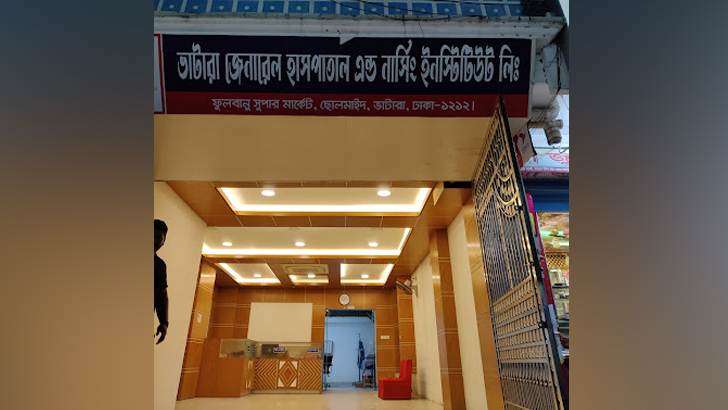 ভাটারা জেনারেল হাসপাতাল এন্ড নার্সিং ইনস্টিটিউট লিঃ
ফুলবানু সুপার মার্কেট, ছোলমাইদ, ভাটারা, ঢাকা-১২১২।